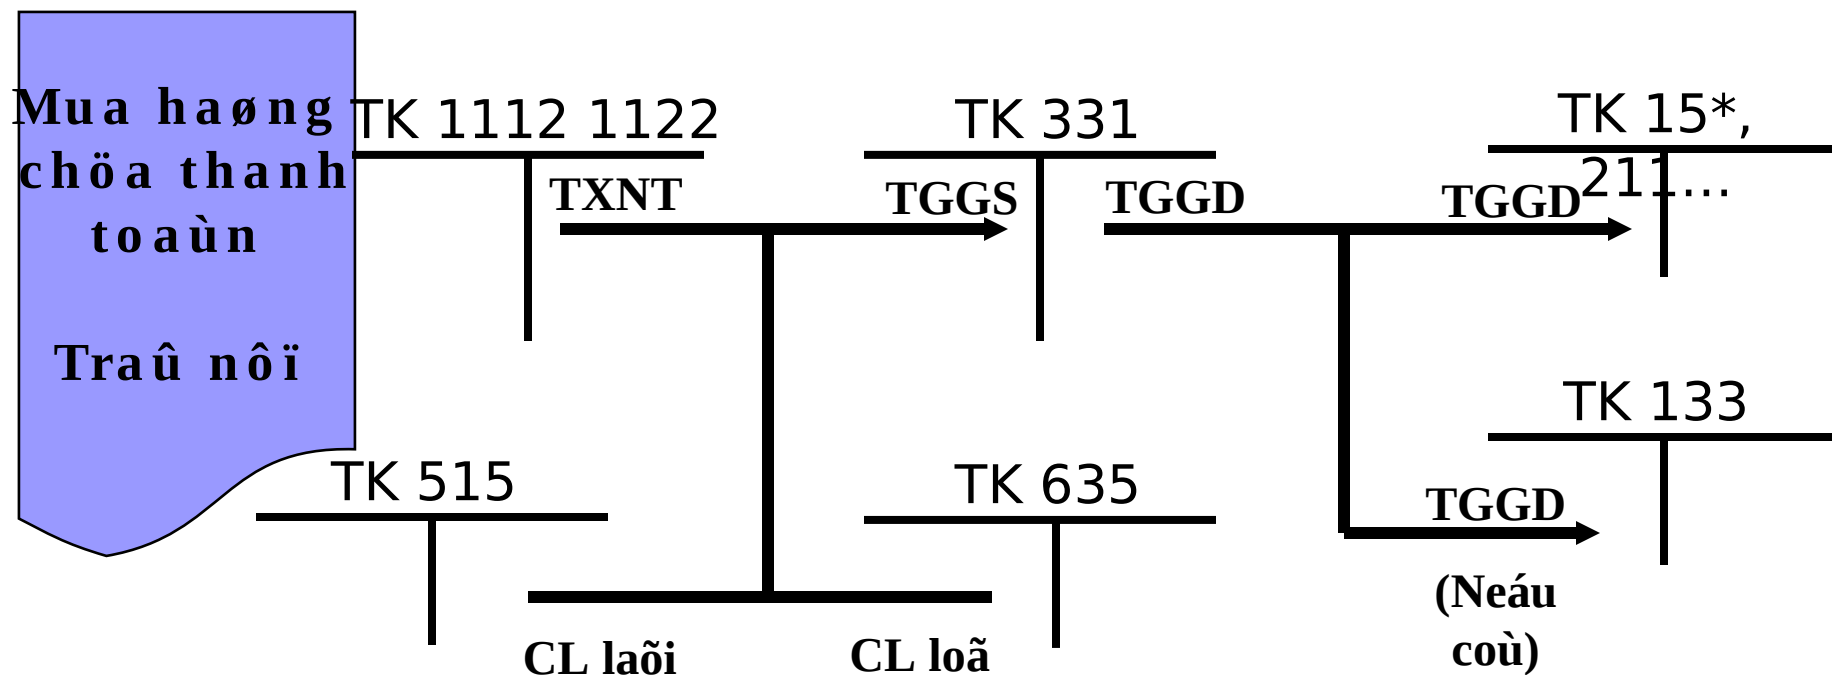 Mua haøng
chöa thanh
toaùn
Traû nôï
TK 1112 1122
TK 331
TK 15*,
211...
TXNT
TGGS
TGGD
TGGD
TK 133
TK 515
TK 635
TGGD
(Neáu
coù)
CL laõi
CL loã